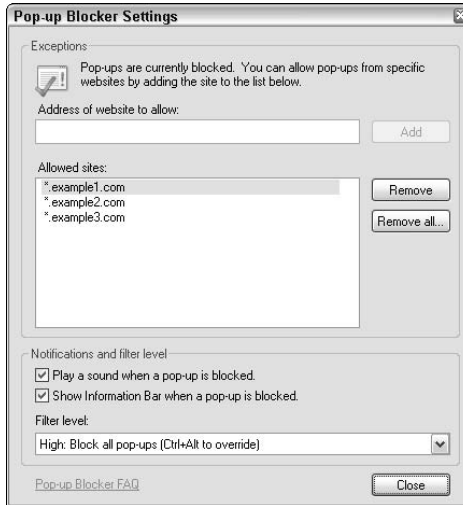 Pop-up Blocker Settings
Exceptions
Pop-ups are currently blocked. You can allow pop-ups from specific
websites by adding the site to the list below.
Address of website to allow:
Add
Allowed sites:
*.example1.com
*.example2.com
*.example3.com
Remove
Remove all...
Notifications and filter level
Play a sound when a pop-up is blocked.
Show Information Bar when a pop-up is blocked.
Filter level:
High: Block all pop-ups (Ctrl+Alt to override)
Pop-up Blocker FAQ
Close